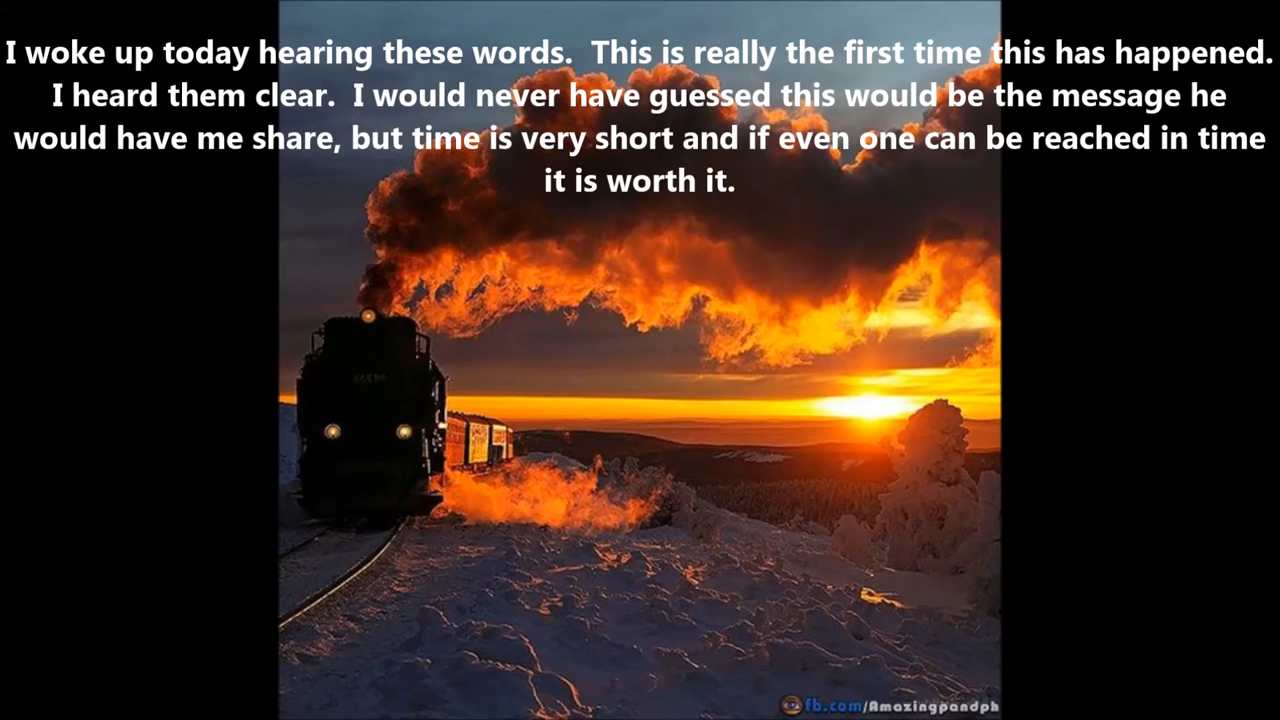 I woke up today hearing these words.  This is really the first time this has happened.
I heard them clear.  I would never have guessed this would be the message he
would have me share, but time is very short and if even one can be reached in time
it is worth it.
fb.com/Amazingpandph